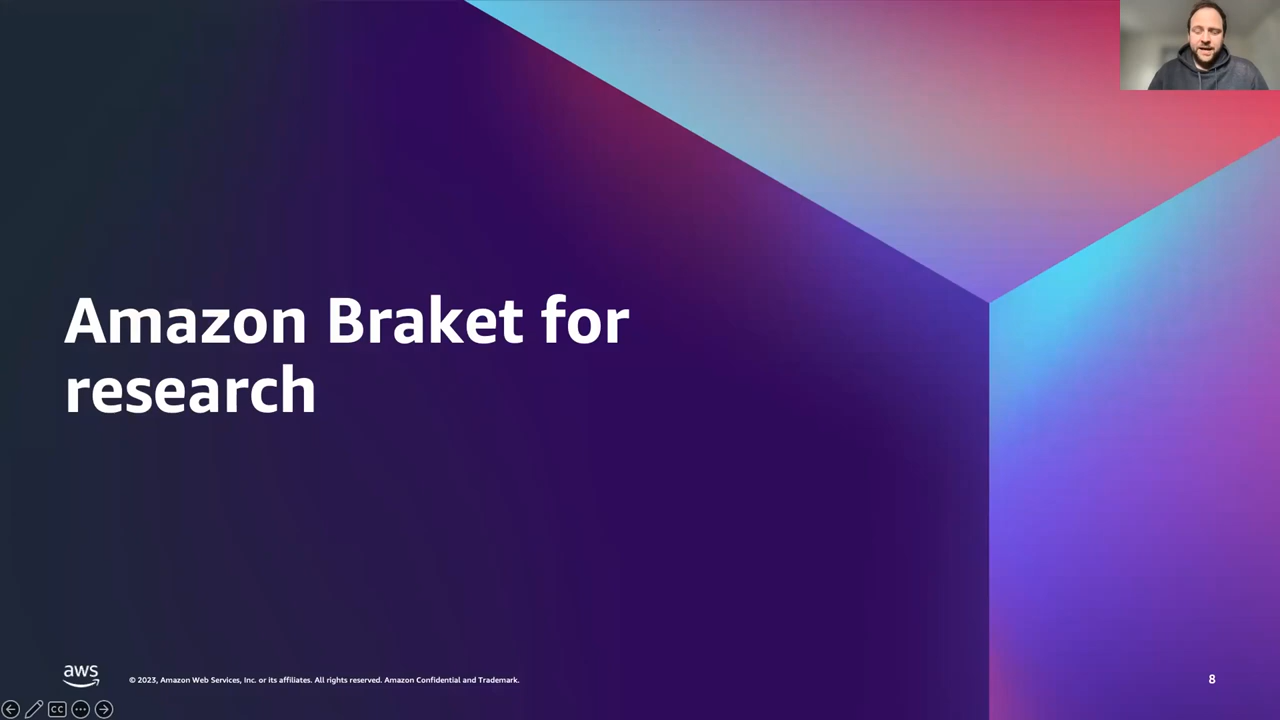 Amazon Braket for
research
aws
© 2023, Amazon Web Services, Inc. or its affiliates. All rights reserved. Amazon Confidential and Trademark.
8
CC